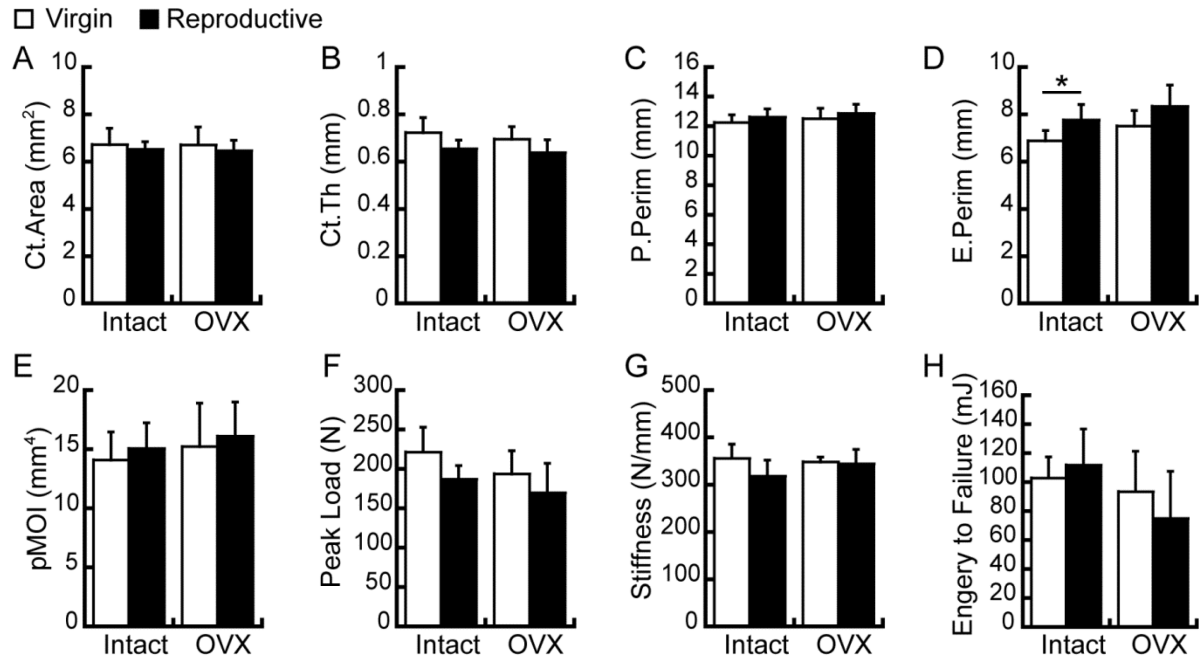 Virgin Reproductive
A
Ct.Area (mm²)
10
8
6
4
2
0
Intact OVX
B
Ct.Th (mm)
1
0.8
0.6
0.4
0.2
0
Intact OVX
C
P.Perim (mm)
16
14
12
10
8
6
4
2
0
Intact OVX
D
E.Perim (mm)
10
8
6
4
2
0
*
Intact OVX
E
pMOI (mm⁴)
20
15
10
5
0
Intact OVX
F
Peak Load (N)
300
250
200
150
100
50
0
Intact OVX
G
Stiffness (N/mm)
500
400
300
200
100
0
Intact OVX
H
Engery to Failure (mJ)
160
140
120
100
80
60
40
20
0
Intact OVX